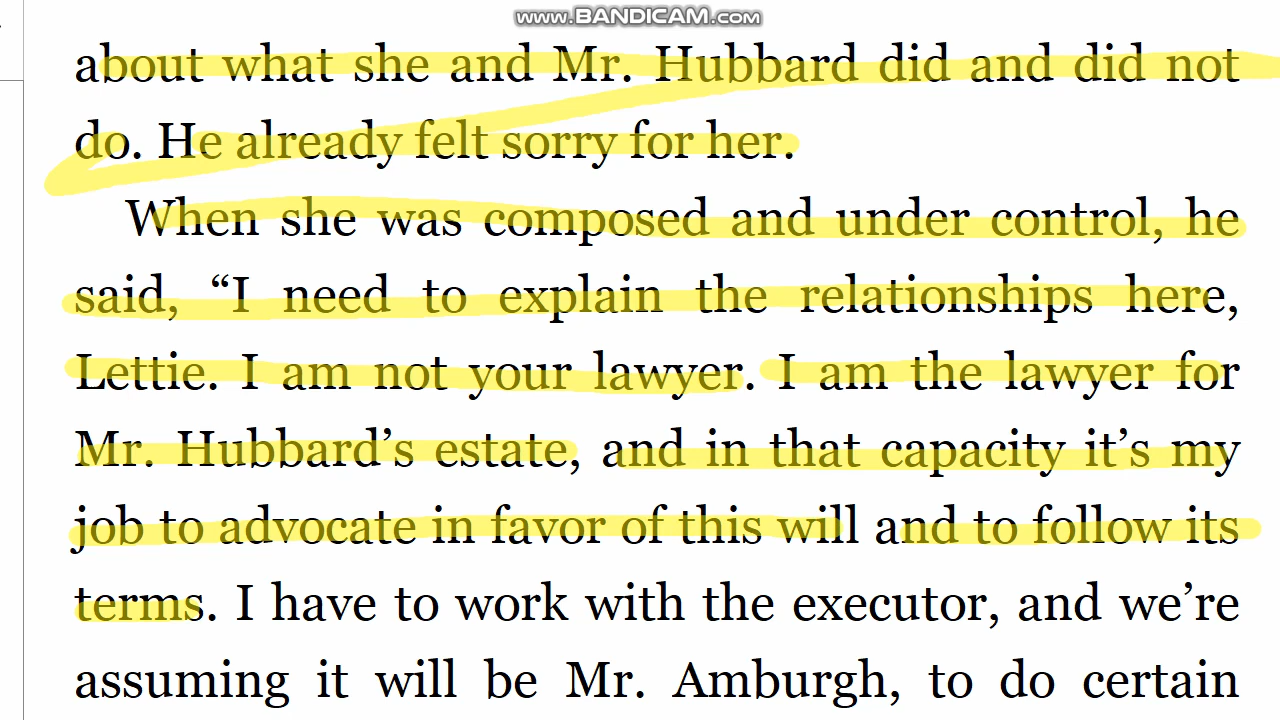 www.BANDICAM.com
about what she and Mr. Hubbard did and did not
do. He already felt sorry for her.
When she was composed and under control, he
said, “I need to explain the relationships here,
Lettie. I am not your lawyer. I am the lawyer for
Mr. Hubbard’s estate, and in that capacity it’s my
job to advocate in favor of this will and to follow its
terms. I have to work with the executor, and we’re
assuming it will be Mr. Amburgh, to do certain